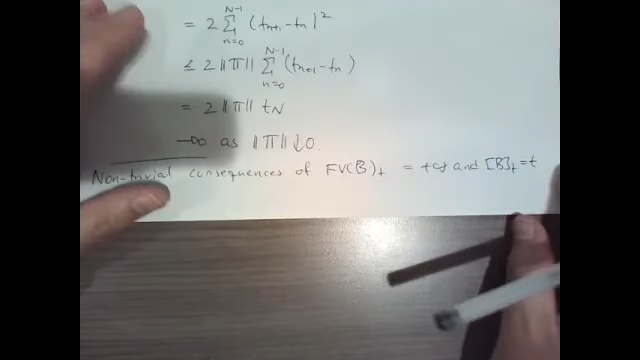 = 2 Σ_{n=0}^{N-1} (t_{n+1} - t_n)²
≤ 2 ||Π|| Σ_{n=0}^{N-1} (t_{n+1} - t_n)
= 2 ||Π|| t_N
→ 0 as ||Π|| ↓ 0.
Non-trivial consequences of FV(B)_t = +∞ and [B]_t = t